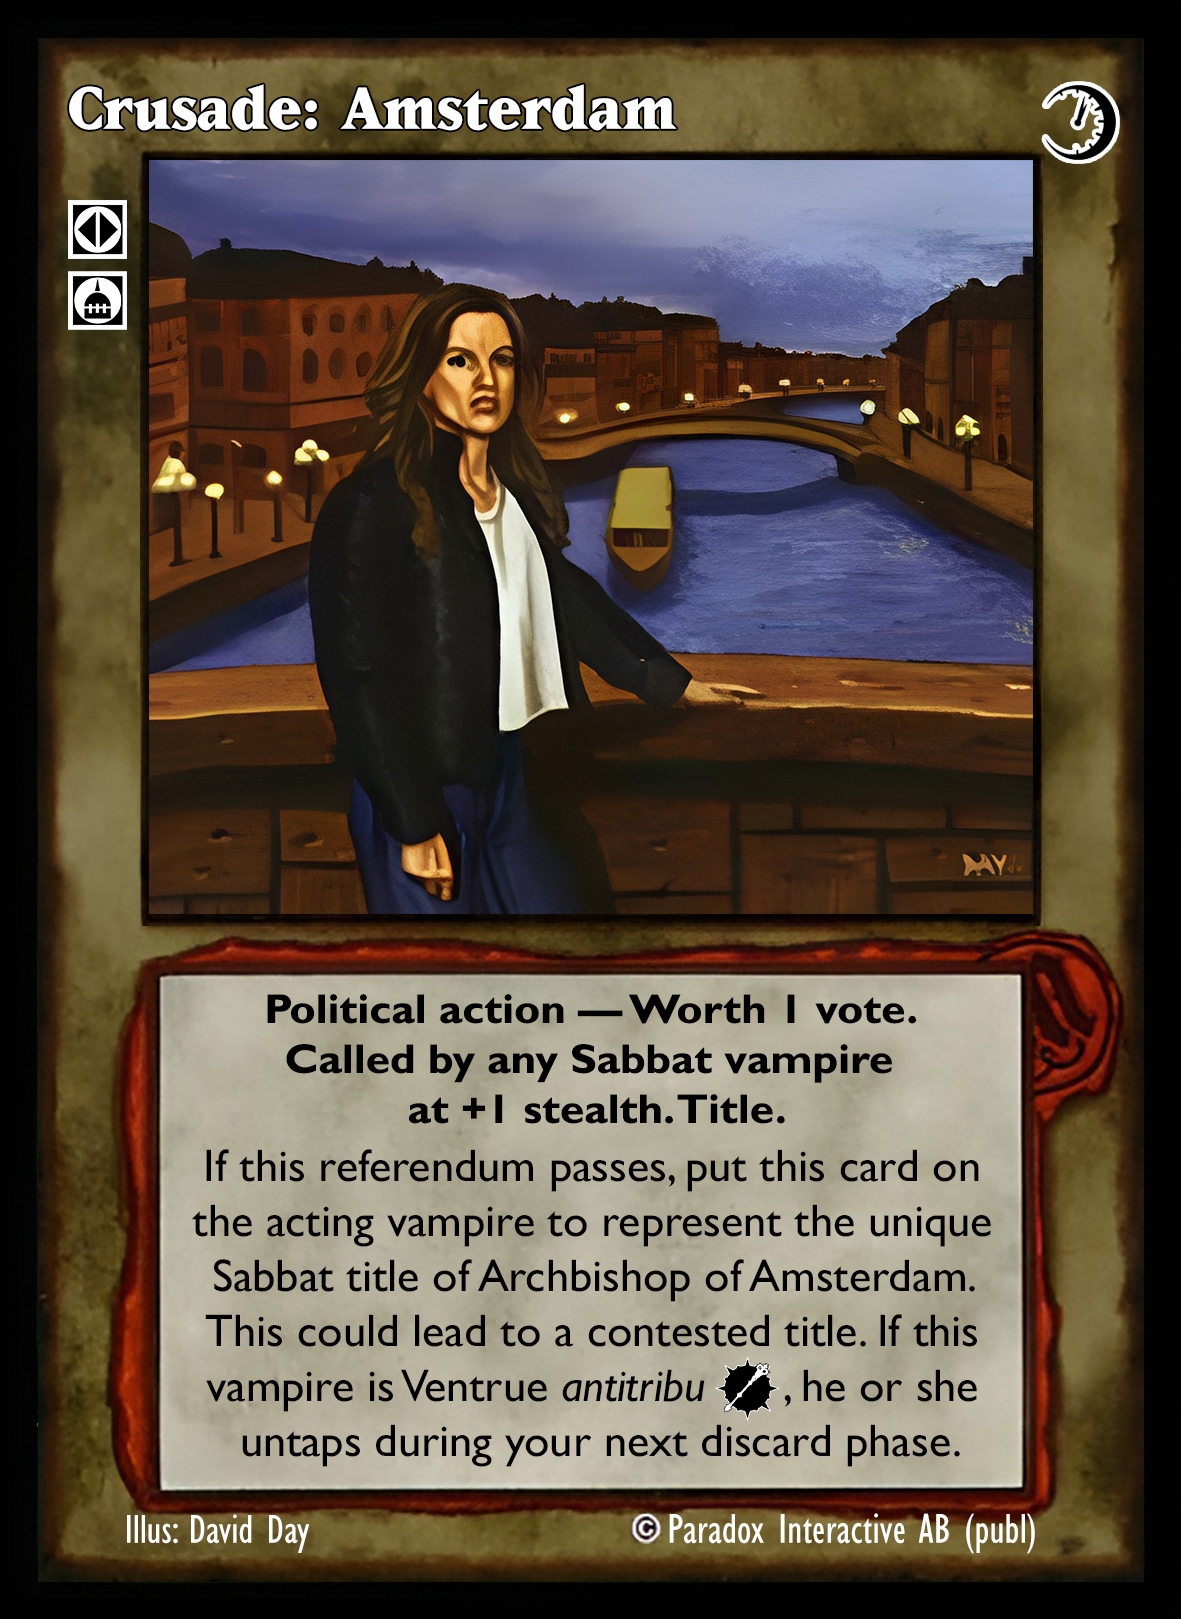 Crusade: Amsterdam
DAY
Political action — Worth 1 vote.
Called by any Sabbat vampire
at +1 stealth. Title.
If this referendum passes, put this card on
the acting vampire to represent the unique
Sabbat title of Archbishop of Amsterdam.
This could lead to a contested title. If this
vampire is Ventrue antitribu , he or she
untaps during your next discard phase.
Illus: David Day © Paradox Interactive AB (publ)